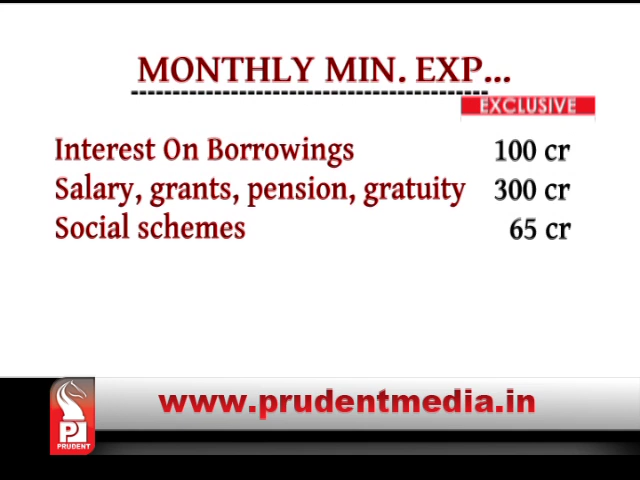 MONTHLY MIN. EXP...
EXCLUSIVE
Interest On Borrowings 100 cr
Salary, grants, pension, gratuity 300 cr
Social schemes 65 cr
www.prudentmedia.in
P
PRUDENT